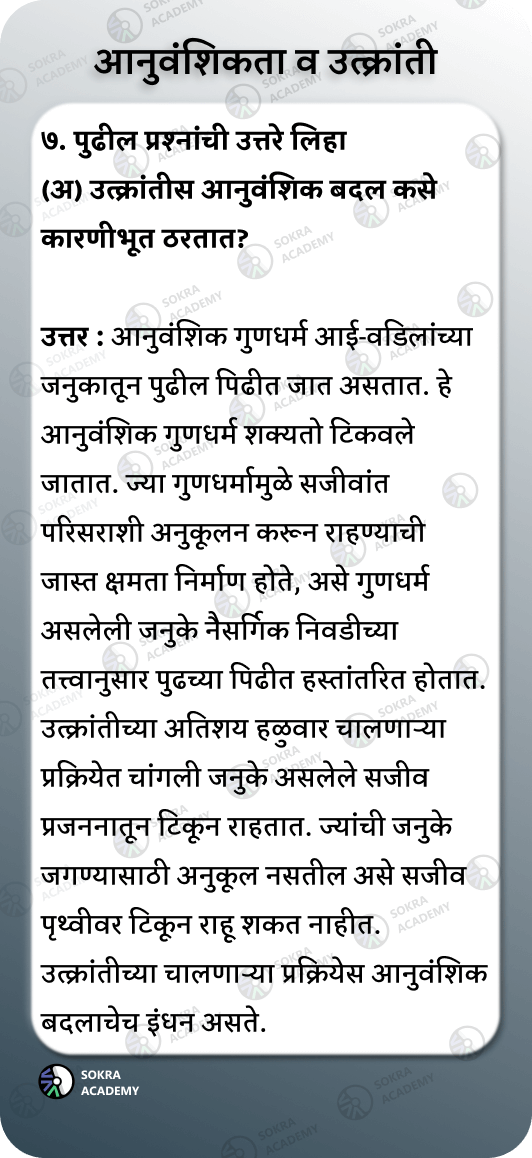 आनुवंशिकता व उत्क्रांती
७. पुढील प्रश्नांची उत्तरे लिहा
(अ) उत्क्रांतीस आनुवंशिक बदल कसे
कारणीभूत ठरतात?
उत्तर : आनुवंशिक गुणधर्म आई-वडिलांच्या
जनुकातून पुढील पिढीत जात असतात. हे
आनुवंशिक गुणधर्म शक्यतो टिकवले
जातात. ज्या गुणधर्मामुळे सजीवांत
परिसराशी अनुकूलन करून राहण्याची
जास्त क्षमता निर्माण होते, असे गुणधर्म
असलेली जनुके नैसर्गिक निवडीच्या
तत्त्वानुसार पुढच्या पिढीत हस्तांतरित होतात.
उत्क्रांतीच्या अतिशय हळुवार चालणाऱ्या
प्रक्रियेत चांगली जनुके असलेले सजीव
प्रजननातून टिकून राहतात. ज्यांची जनुके
जगण्यासाठी अनुकूल नसतील असे सजीव
पृथ्वीवर टिकून राहू शकत नाहीत.
उत्क्रांतीच्या चालणाऱ्या प्रक्रियेस आनुवंशिक
बदलाचेच इंधन असते.
SOKRA
ACADEMY